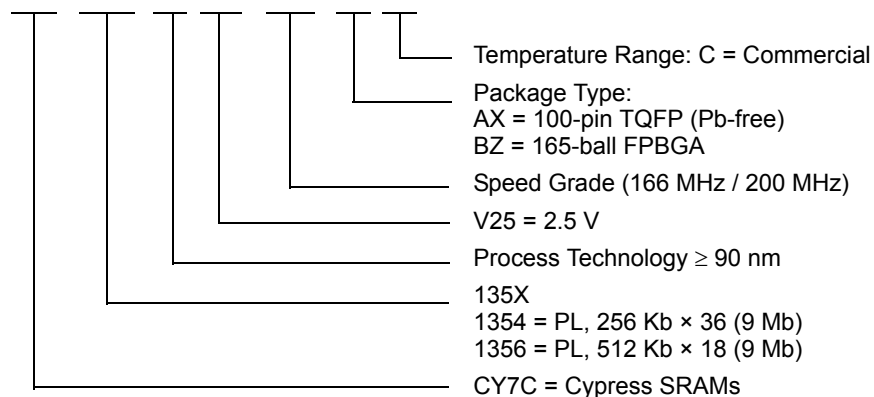 Temperature Range: C = Commercial
Package Type:
AX = 100-pin TQFP (Pb-free)
BZ = 165-ball FPBGA
Speed Grade (166 MHz / 200 MHz)
V25 = 2.5 V
Process Technology ≥ 90 nm
135X
1354 = PL, 256 Kb × 36 (9 Mb)
1356 = PL, 512 Kb × 18 (9 Mb)
CY7C = Cypress SRAMs